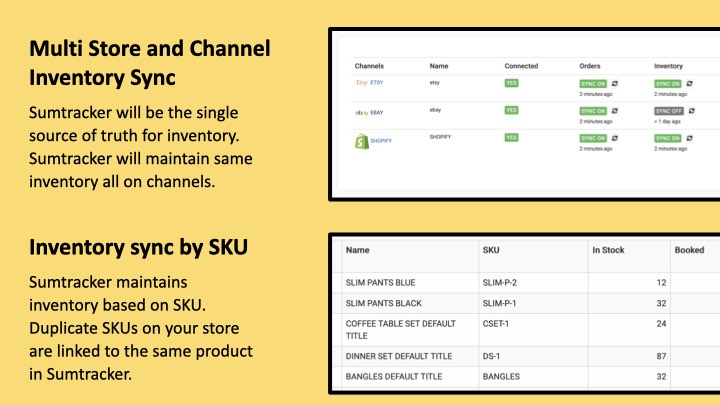 Multi Store and Channel
Inventory Sync
Sumtracker will be the single
source of truth for inventory.
Sumtracker will maintain same
inventory all on channels.
Channels Name Connected Orders Inventory
Etsy ETSY etsy YES SYNC ON SYNC ON
2 minutes ago 2 minutes ago
ebay EBAY ebay YES SYNC ON SYNC OFF
2 minutes ago + 1 day ago
SHOPIFY SHOPIFY YES SYNC ON SYNC ON
2 minutes ago 2 minutes ago
Inventory sync by SKU
Sumtracker maintains
inventory based on SKU.
Duplicate SKUs on your store
are linked to the same product
in Sumtracker.
Name SKU In Stock Booked
SLIM PANTS BLUE SLIM-P-2 12
SLIM PANTS BLACK SLIM-P-1 32
COFFEE TABLE SET DEFAULT CSET-1 24
TITLE
DINNER SET DEFAULT TITLE DS-1 87
BANGLES DEFAULT TITLE BANGLES 32